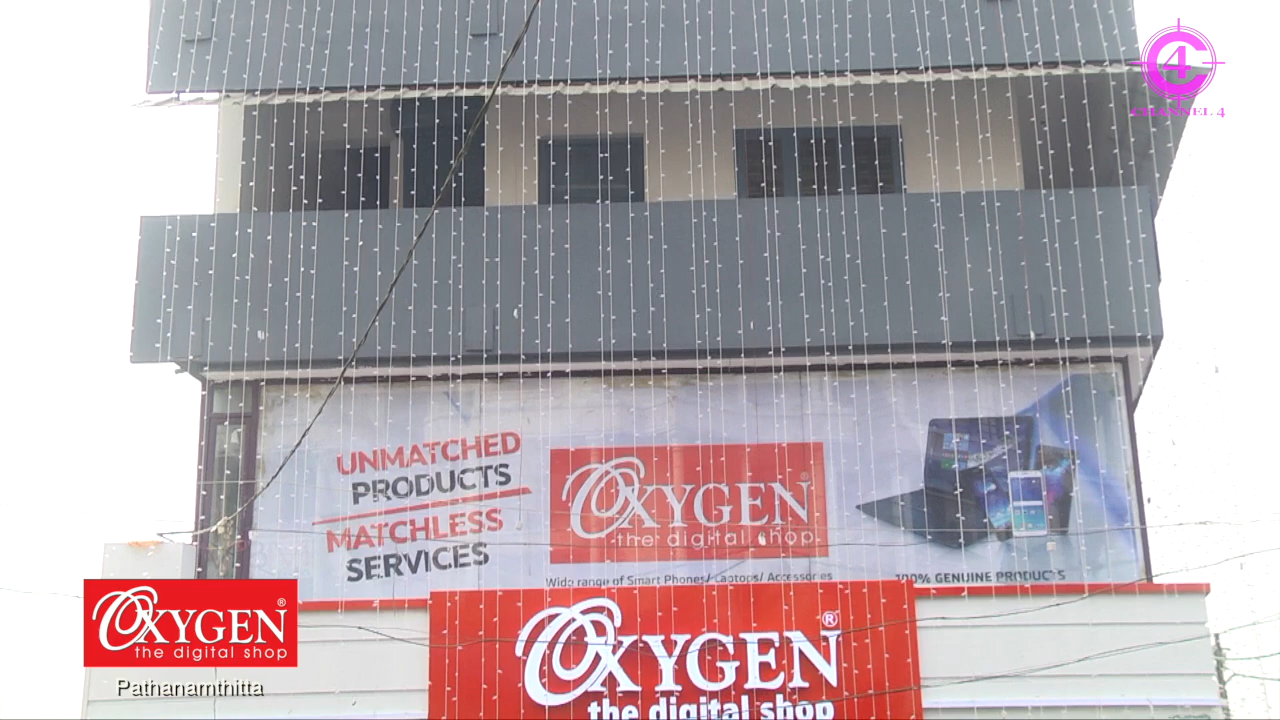 C 4
CHANNEL 4
UNMATCHED
PRODUCTS
MATCHLESS
SERVICES
OXYGEN®
the digital shop
Wide range of Smart Phones/ Laptops/ Accessories
100% GENUINE PRODUCTS
OXYGEN®
the digital shop
Pathanamthitta
OXYGEN®
the digital shop